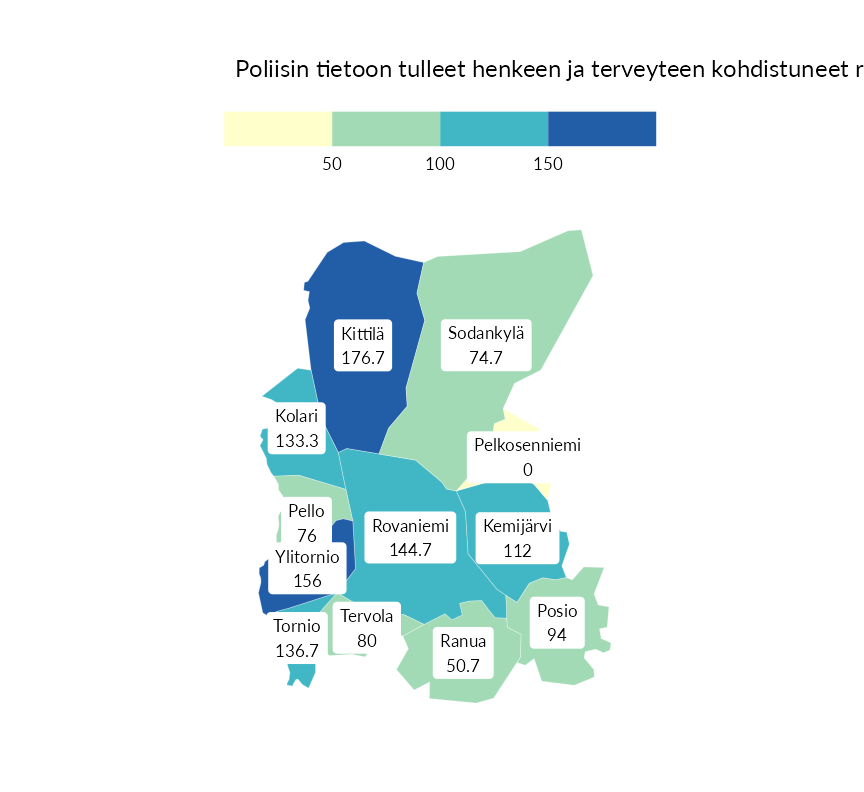 Poliisin tietoon tulleet henkeen ja terveyteen kohdistuneet r
50 100 150
Kittilä
176.7
Sodankylä
74.7
Kolari
133.3
Pelkosenniemi
0
Pello
76
Rovaniemi
144.7
Kemijärvi
112
Ylitornio
156
Tornio
136.7
Tervola
80
Ranua
50.7
Posio
94